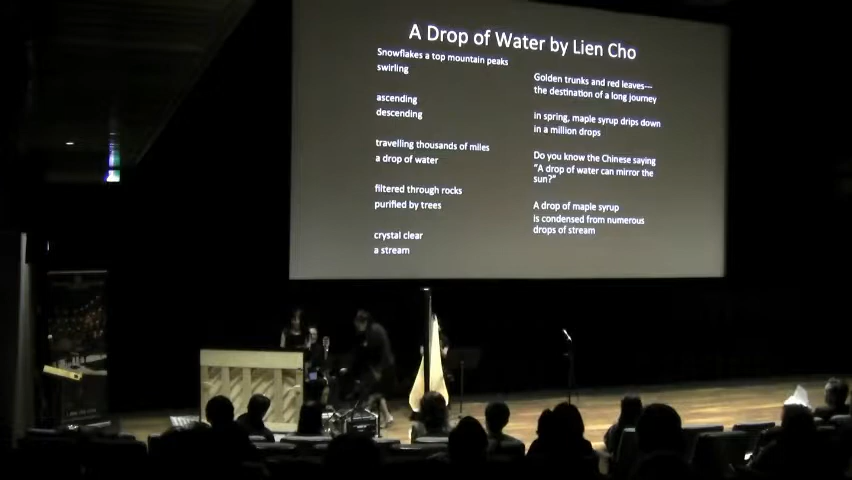 A Drop of Water by Lien Cho
Snowflakes a top mountain peaks
swirling
ascending
descending
travelling thousands of miles
a drop of water
filtered through rocks
purified by trees
crystal clear
a stream
Golden trunks and red leaves---
the destination of a long journey
in spring, maple syrup drips down
in a million drops
Do you know the Chinese saying
“A drop of water can mirror the
sun?”
A drop of maple syrup
is condensed from numerous
drops of stream